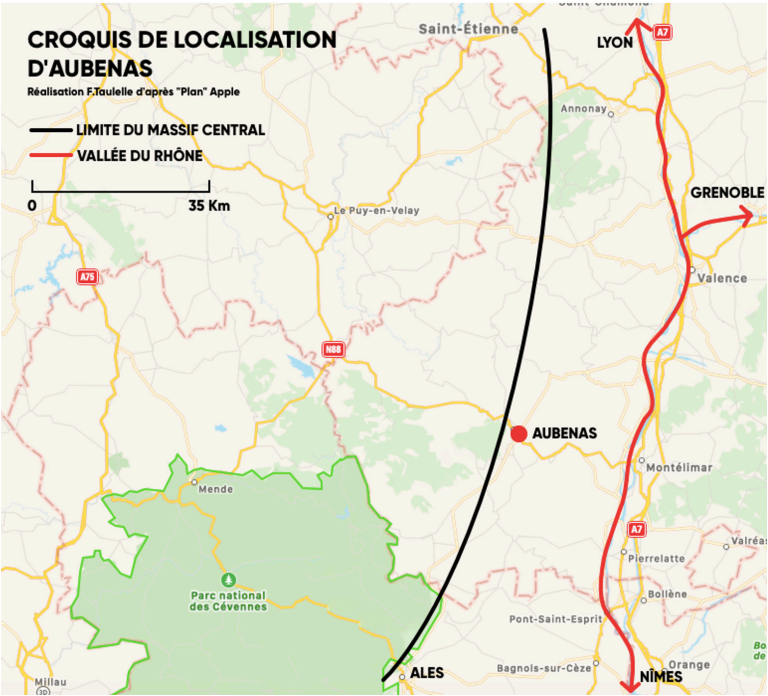 CROQUIS DE LOCALISATION
D'AUBENAS
Réalisation F.Taulelle d'après "Plan" Apple
LIMITE DU MASSIF CENTRAL
VALLÉE DU RHÔNE
0 35 Km
Saint-Étienne
LYON
A7
Annonay
GRENOBLE
Le Puy-en-Velay
A75
Valence
N88
AUBENAS
Montélimar
Mende
A7
Pierrelatte
Parc national
des Cévennes
Bollène
Pont-Saint-Esprit
ALES
Bagnols-sur-Cèze
Orange
NÎMES
Millau